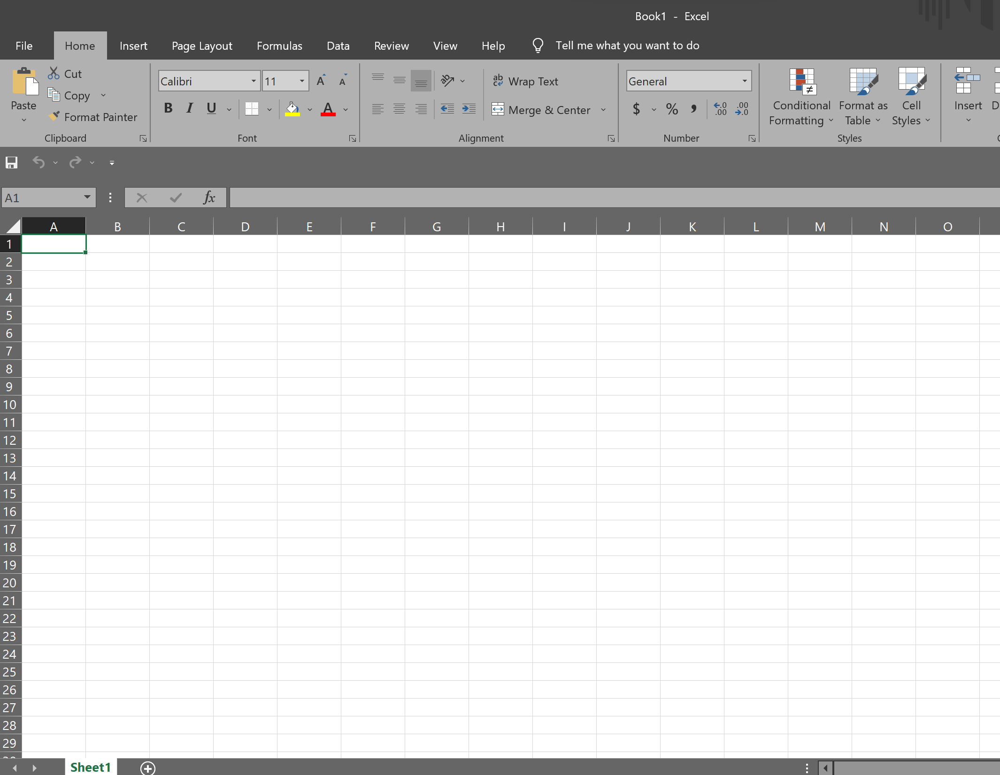 Book1 - Excel
File Home Insert Page Layout Formulas Data Review View Help Tell me what you want to do
Paste
Cut
Copy
Format Painter
Clipboard
Calibri 11 A A
B I U A
Font
ab Wrap Text
c
Merge & Center
Alignment
General
$ % , .0 .00 .00 .0
Number
Conditional Formatting
Format as Table
Cell Styles
Styles
Insert
A1 fx
A B C D E F G H I J K L M N O
1
2
3
4
5
6
7
8
9
10
11
12
13
14
15
16
17
18
19
20
21
22
23
24
25
26
27
28
29
Sheet1